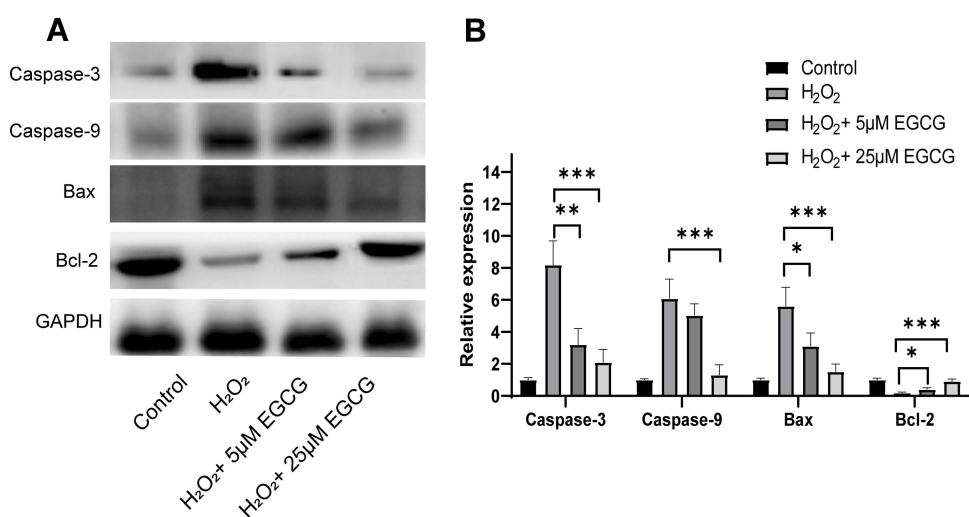 A
Caspase-3
Caspase-9
Bax
Bcl-2
GAPDH
Control
H₂O₂
H₂O₂+ 5μM EGCG
H₂O₂+ 25μM EGCG
B
Control
H₂O₂
H₂O₂+ 5μM EGCG
H₂O₂+ 25μM EGCG
Relative expression
14
12
10
8
6
4
2
0
***
**
***
***
*
***
*
Caspase-3 Caspase-9 Bax Bcl-2